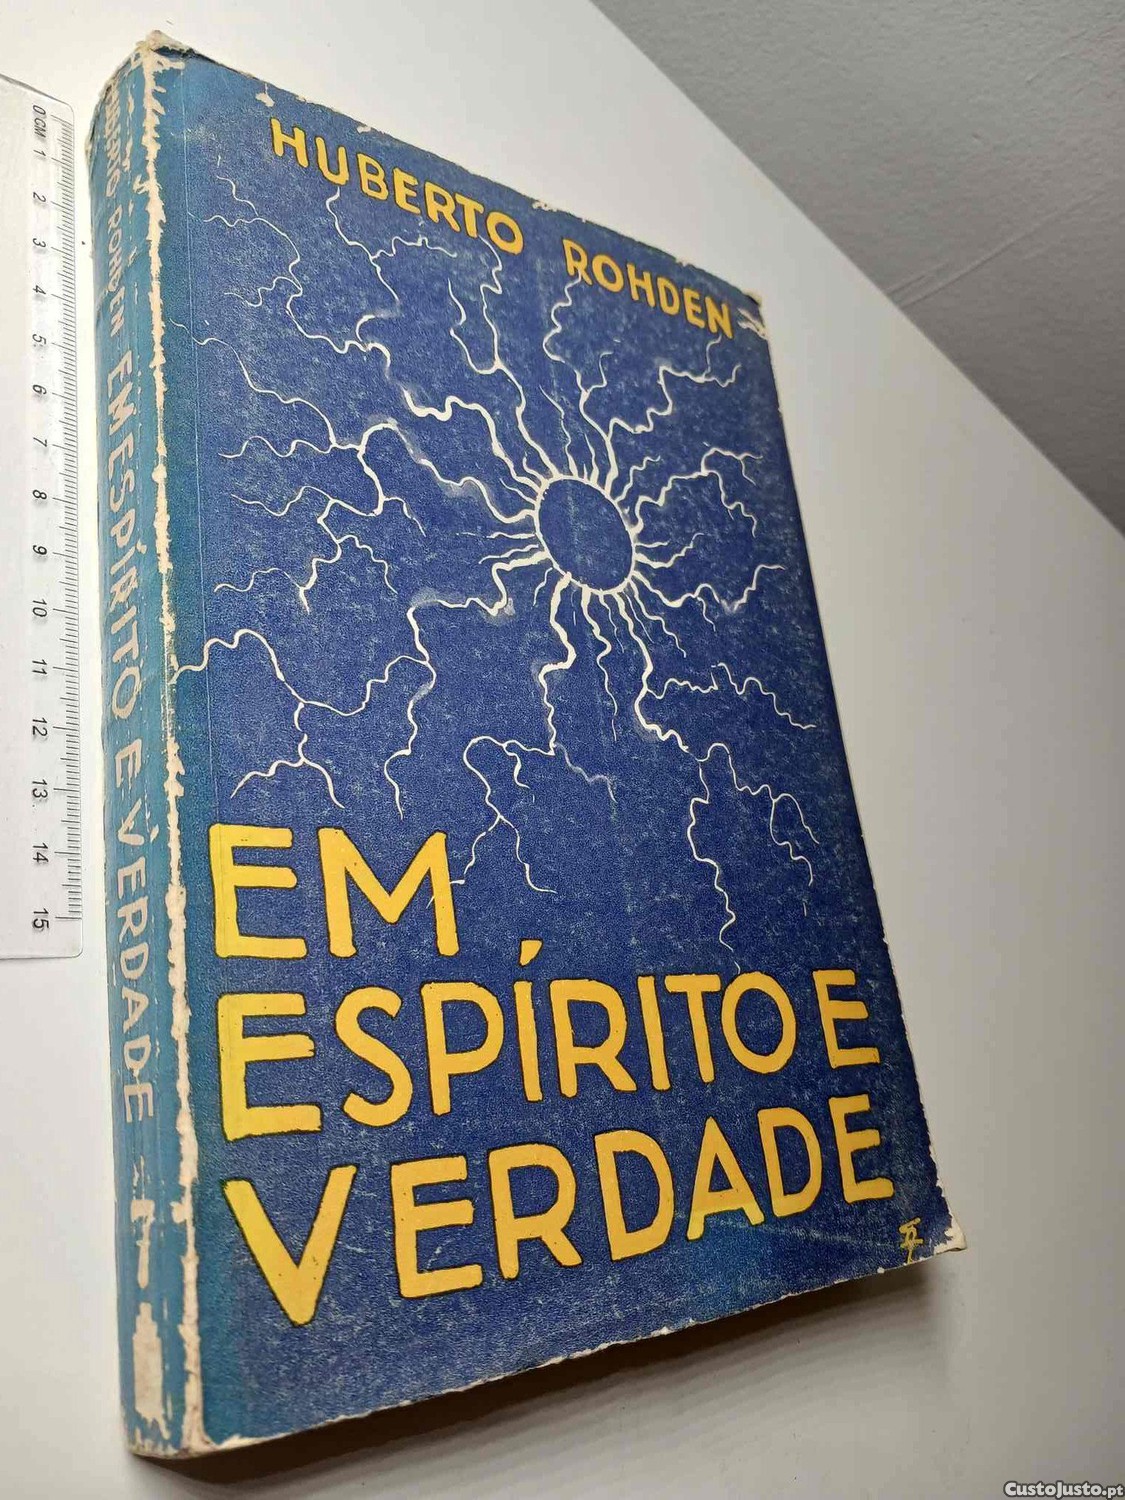 HUBERTO ROHDEN
EM
ESPÍRITO E
VERDADE
HUBERTO ROHDEN EM ESPÍRITO E VERDADE
0 CM 1 2 3 4 5 6 7 8 9 10 11 12 13 14 15
CustoJusto.pt